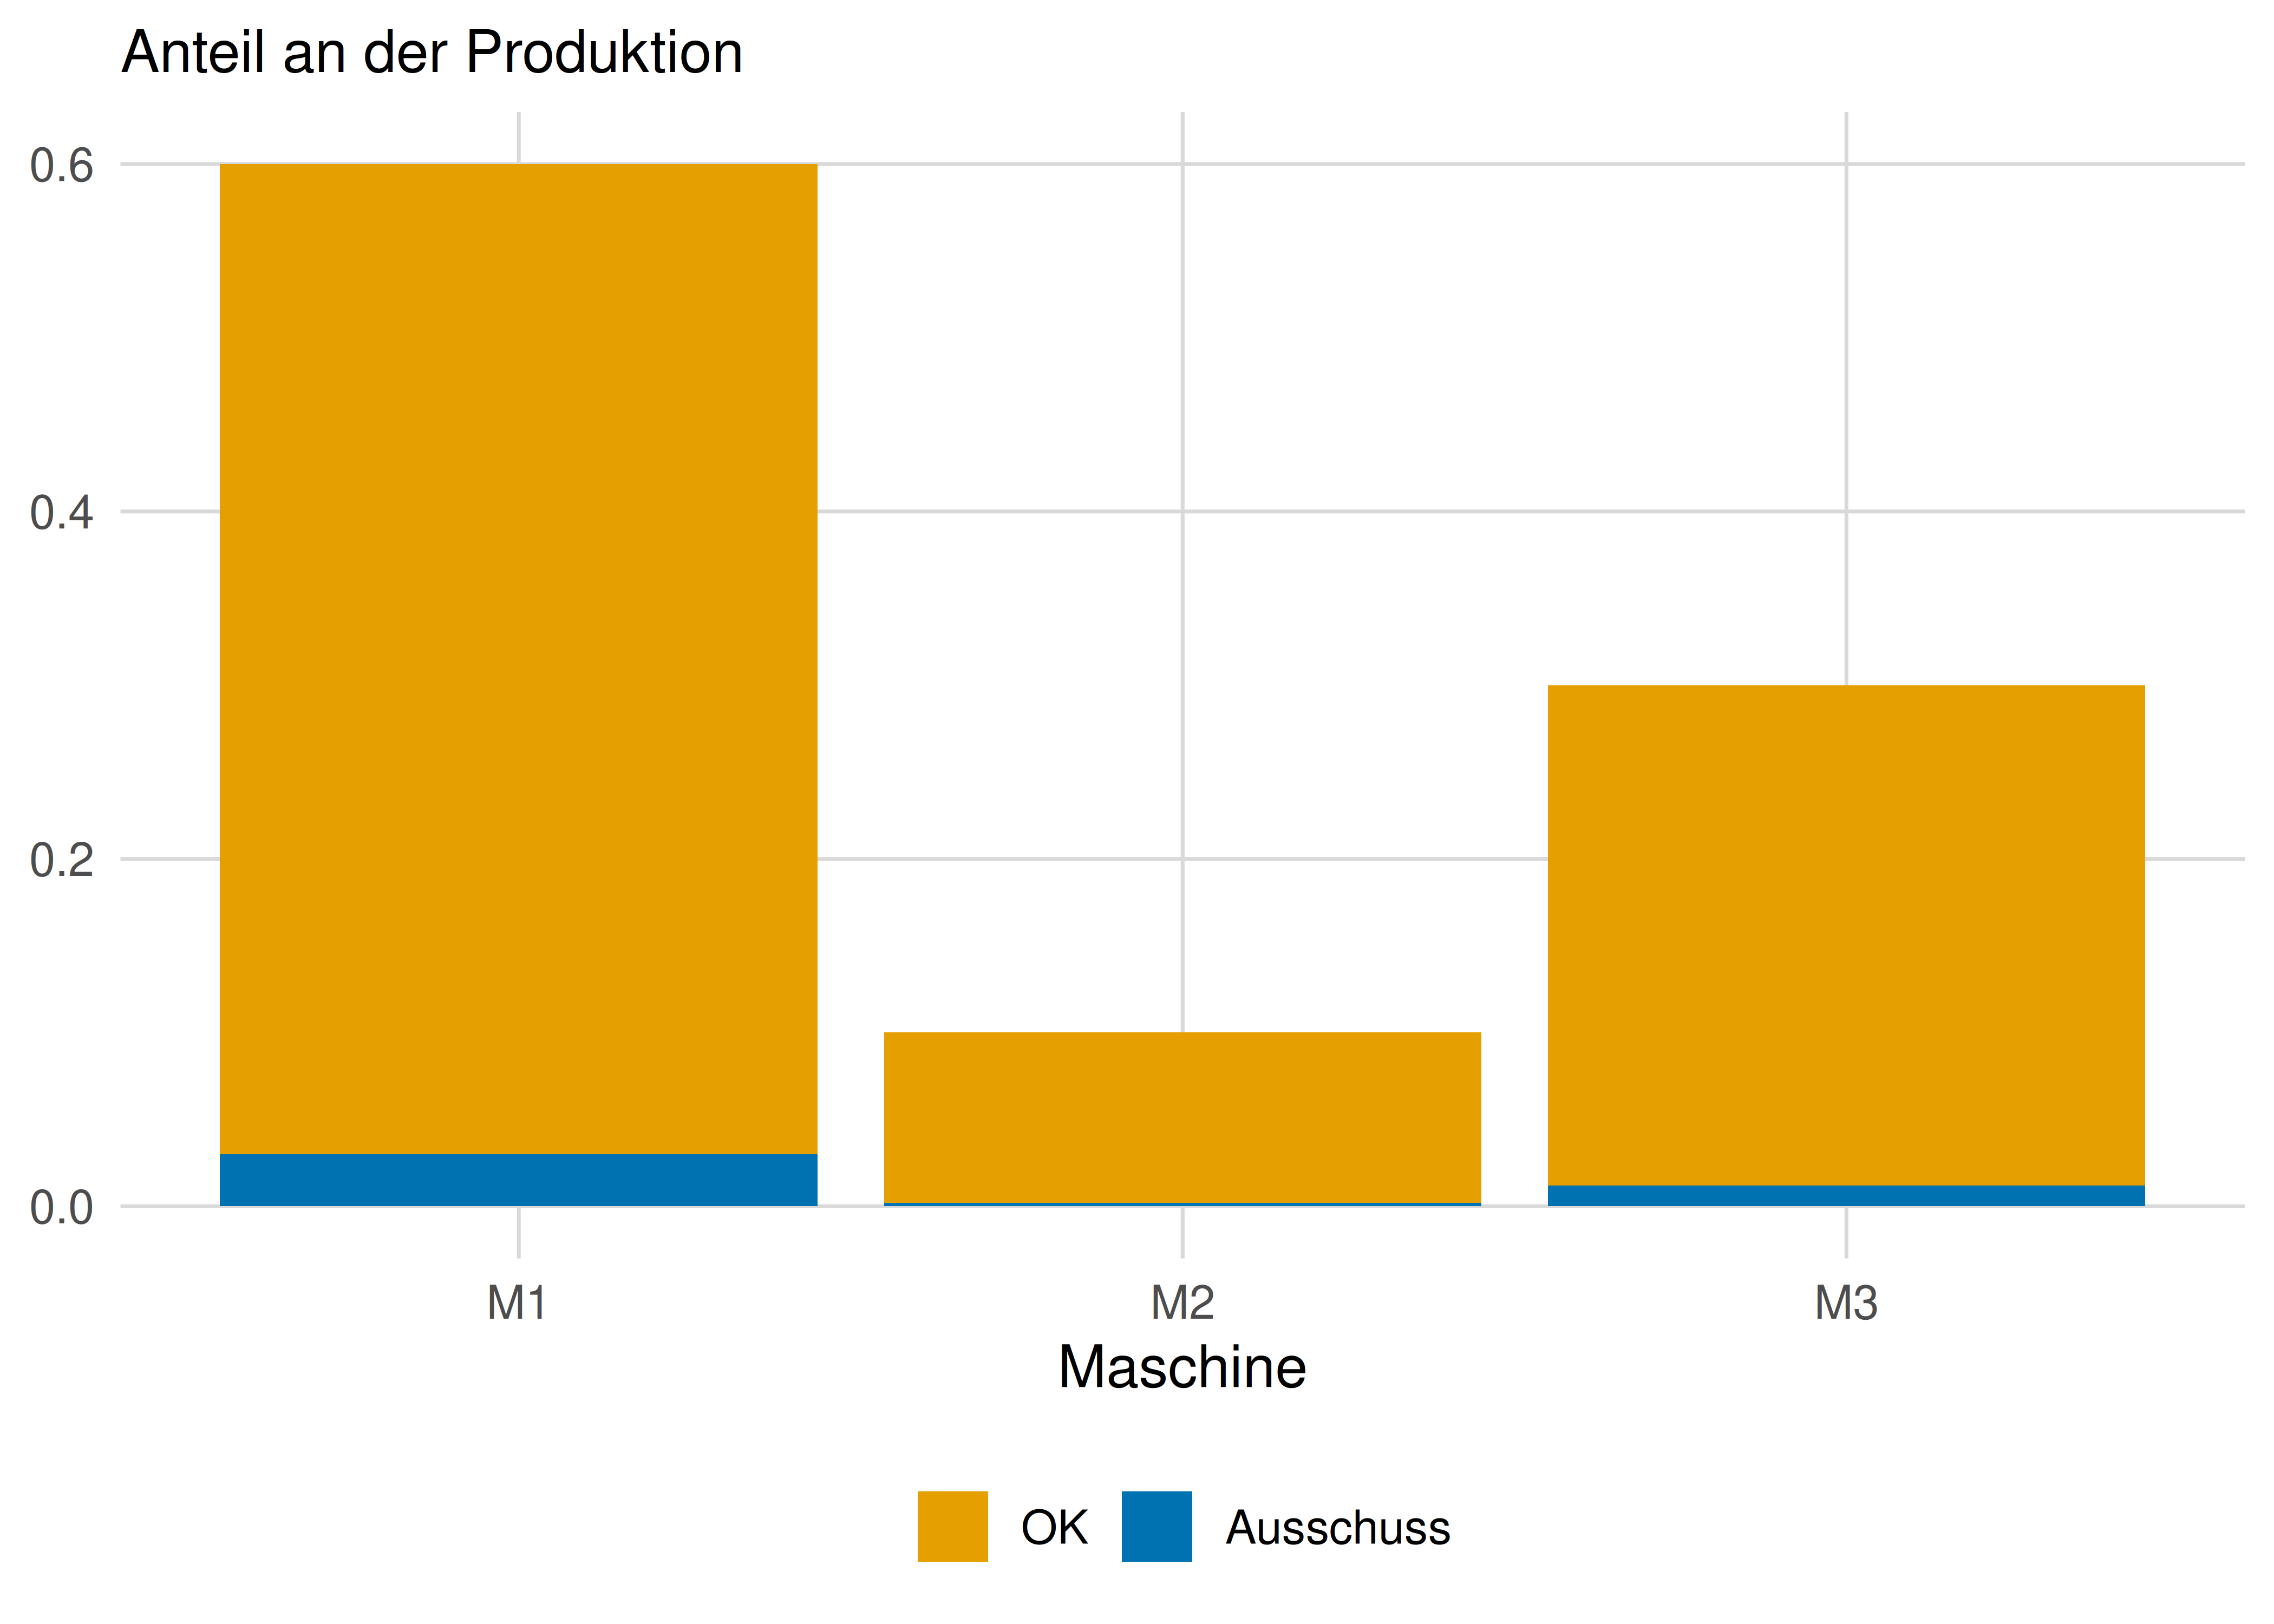 Anteil an der Produktion
0.6
0.4
0.2
0.0
M1 M2 M3
Maschine
OK Ausschuss